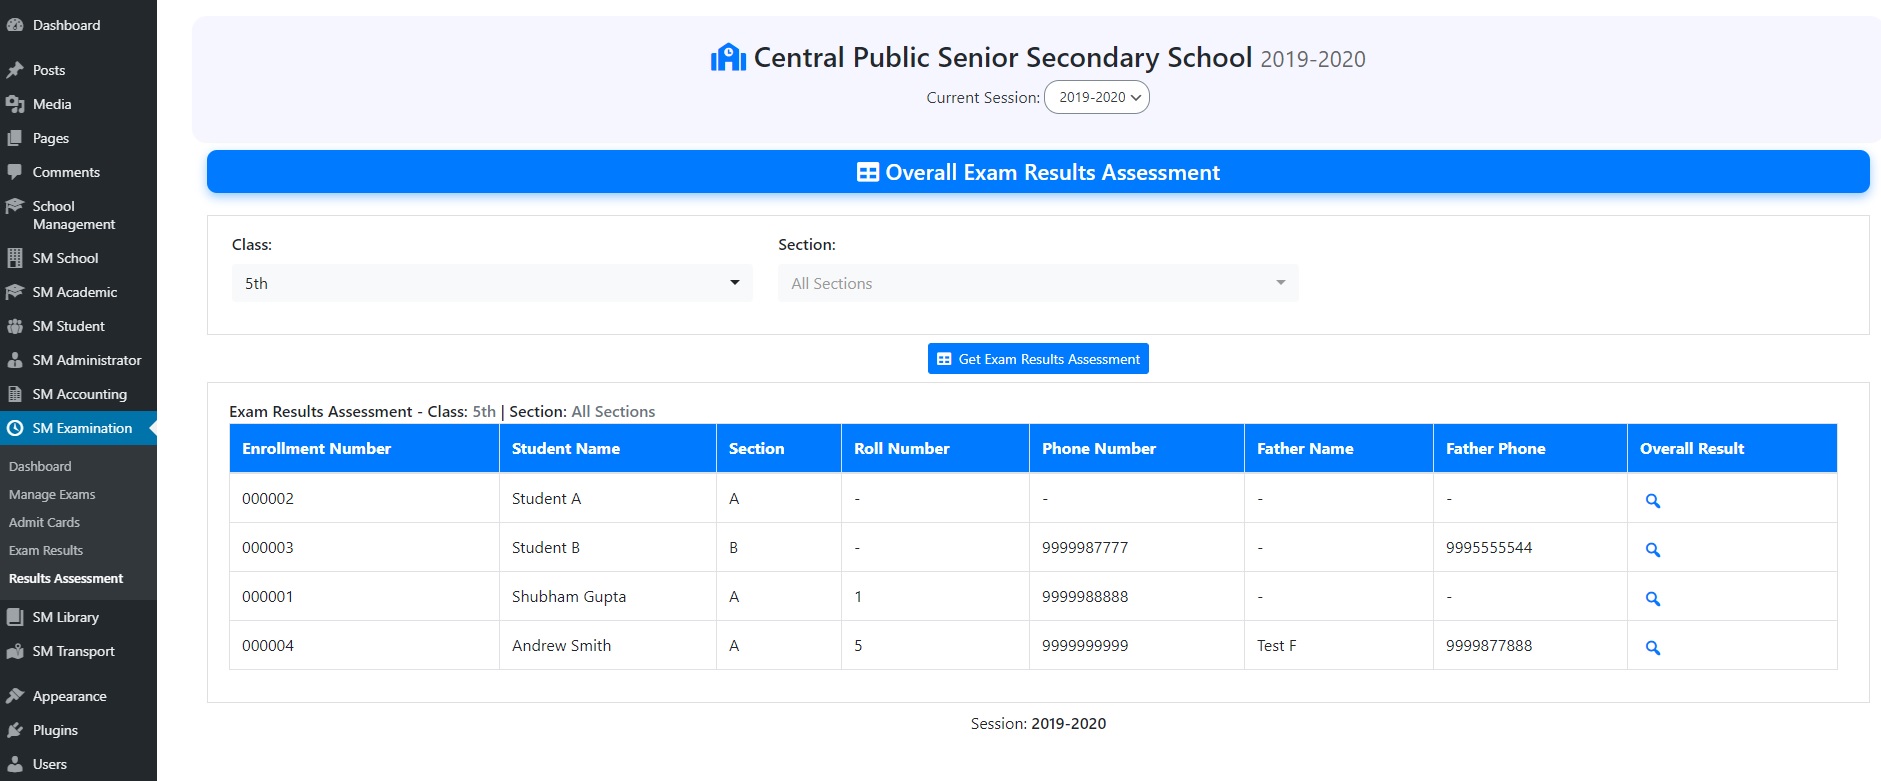 Dashboard
Posts
Media
Pages
Comments
School
Management
SM School
SM Academic
SM Student
SM Administrator
SM Accounting
SM Examination
Dashboard
Manage Exams
Admit Cards
Exam Results
Results Assessment
SM Library
SM Transport
Appearance
Plugins
Users
Central Public Senior Secondary School 2019-2020
Current Session: 2019-2020
Overall Exam Results Assessment
Class: Section:
5th All Sections
Get Exam Results Assessment
Exam Results Assessment - Class: 5th | Section: All Sections
Enrollment Number Student Name Section Roll Number Phone Number Father Name Father Phone Overall Result
000002 Student A A - - - -
000003 Student B B - 9999987777 - 9995555544
000001 Shubham Gupta A 1 9999988888 - -
000004 Andrew Smith A 5 9999999999 Test F 9999877888
Session: 2019-2020